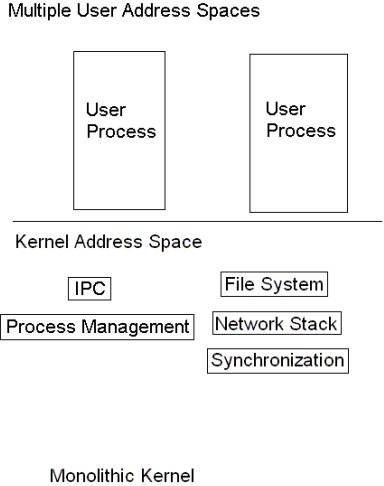 Multiple User Address Spaces
User
Process
User
Process
Kernel Address Space
IPC
File System
Process Management
Network Stack
Synchronization
Monolithic Kernel